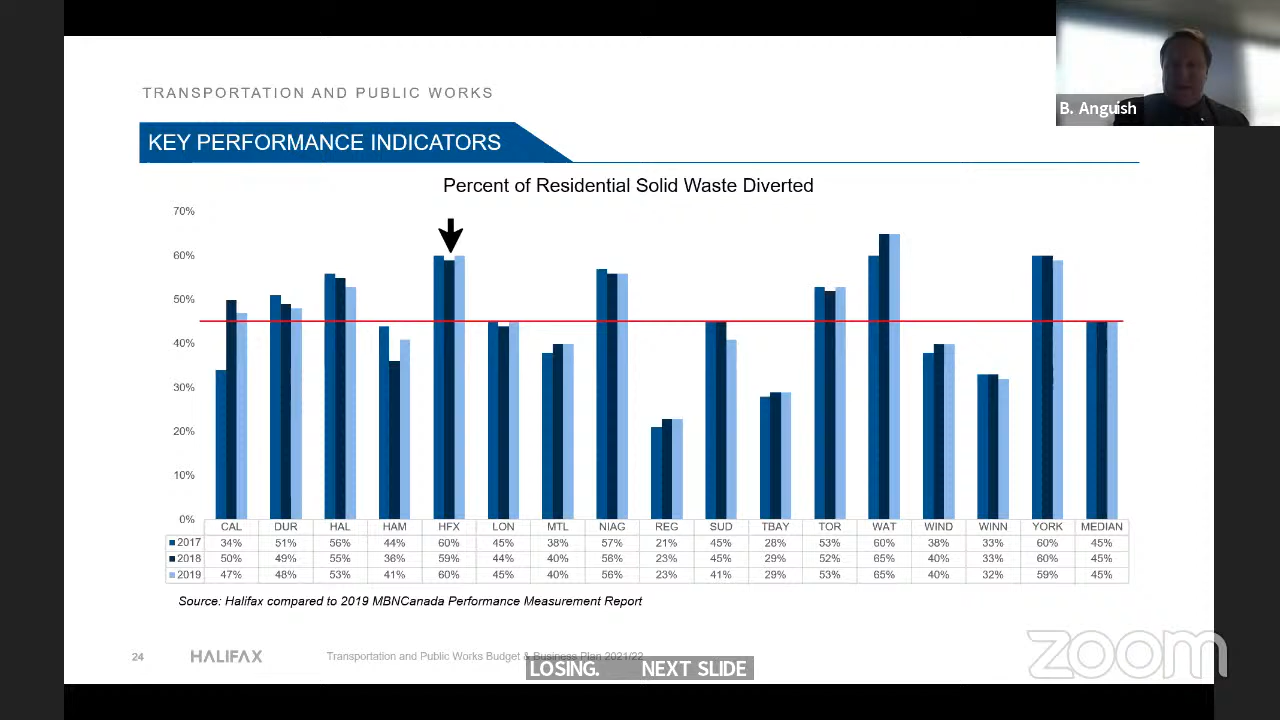 TRANSPORTATION AND PUBLIC WORKS
B. Anguish
KEY PERFORMANCE INDICATORS
Percent of Residential Solid Waste Diverted
70%
60%
50%
40%
30%
20%
10%
0%
CAL DUR HAL HAM HFX LON MTL NIAG REG SUD TBAY TOR WAT WIND WINN YORK MEDIAN
2017 34% 51% 56% 44% 60% 45% 38% 57% 21% 45% 28% 53% 60% 38% 33% 60% 45%
2018 50% 49% 55% 36% 59% 44% 40% 56% 23% 45% 29% 52% 65% 40% 33% 60% 45%
2019 47% 48% 53% 41% 60% 45% 40% 56% 23% 41% 29% 53% 65% 40% 32% 59% 45%
Source: Halifax compared to 2019 MBNCanada Performance Measurement Report
24 HALIFAX Transportation and Public Works Budget & Business Plan 2021/22
LOSING. NEXT SLIDE
zoom